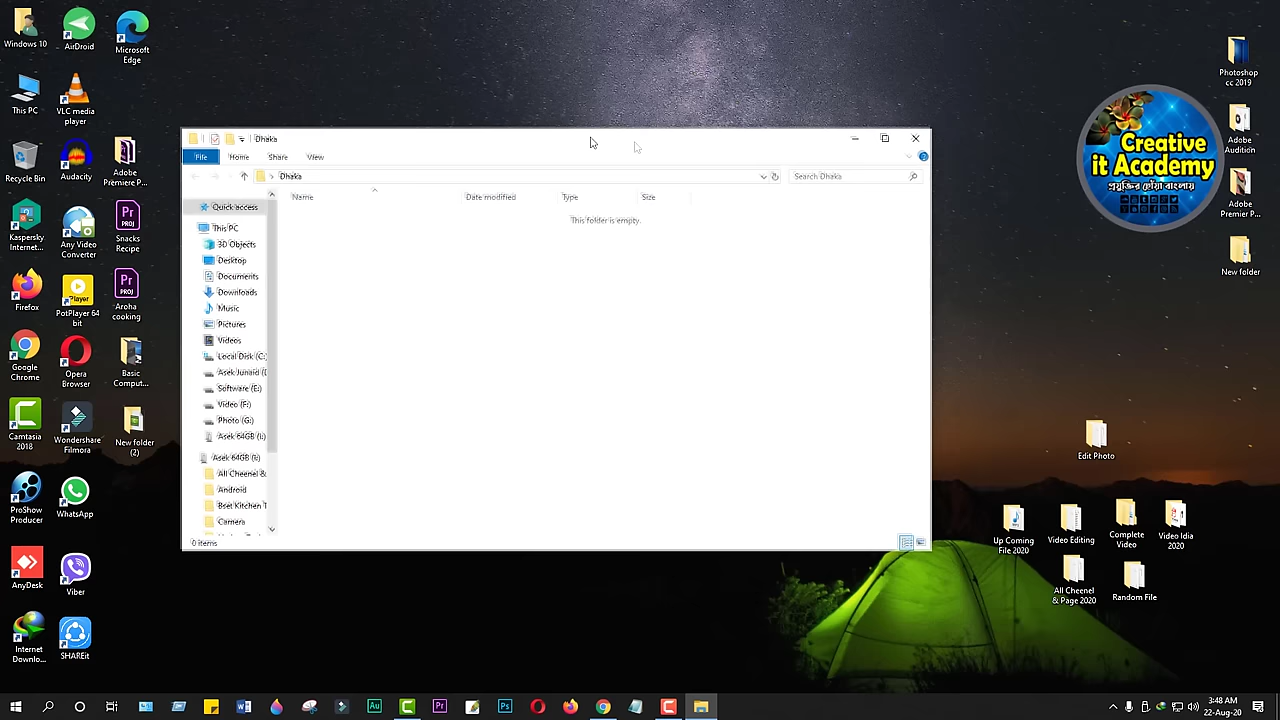 Windows 10
AirDroid
Microsoft
Edge
This PC
VLC media
player
Recycle Bin
Audacity
Adobe
Premiere P...
Kaspersky
Internet...
Any Video
Converter
Snacks
Recipe
Firefox
PotPlayer 64
bit
Aroha
cooking
Google
Chrome
Opera
Browser
Basic
Comput...
Camtasia
2018
Wondershare
Filmora
New folder
(2)
ProShow
Producer
WhatsApp
AnyDesk
Viber
Internet
Downlo...
SHAREit
Dhaka
File
Home
Share
View
Dhaka
Search Dhaka
Name
Date modified
Type
Size
This folder is empty.
Quick access
This PC
3D Objects
Desktop
Documents
Downloads
Music
Pictures
Videos
Local Disk (C:
Asek Junaid (
Software (E:)
Video (F:)
Photo (G:)
Asek 64GB (I:)
Asek 64GB (I:)
All Cheenel &
Android
Bset Kitchen T
Camera
0 items
Creative
it Academy
প্রযুক্তির ছোঁয়া বাংলায়
Photoshop
cc 2019
Adobe
Audition
Adobe
Premier P...
New folder
Edit Photo
Up Coming
File 2020
Video Editing
Complete
Video
Video Idia
2020
All Cheenel
& Paege 2020
Random File
3:48 AM
22-Aug-20